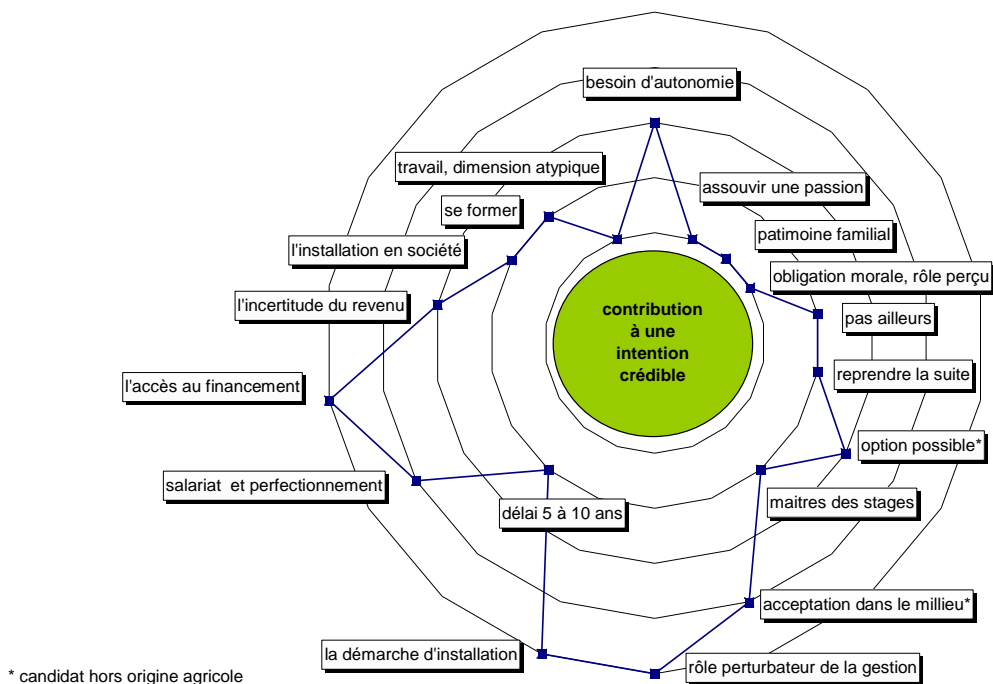 besoin d'autonomie
travail, dimension atypique
assouvir une passion
se former
patimoine familial
l'installation en société
obligation morale, rôle perçu
l'incertitude du revenu
contribution
à une
intention
crédible
pas ailleurs
l'accès au financement
reprendre la suite
option possible*
salariat et perfectionnement
maitres des stages
délai 5 à 10 ans
acceptation dans le millieu*
la démarche d'installation
rôle perturbateur de la gestion
* candidat hors origine agricole